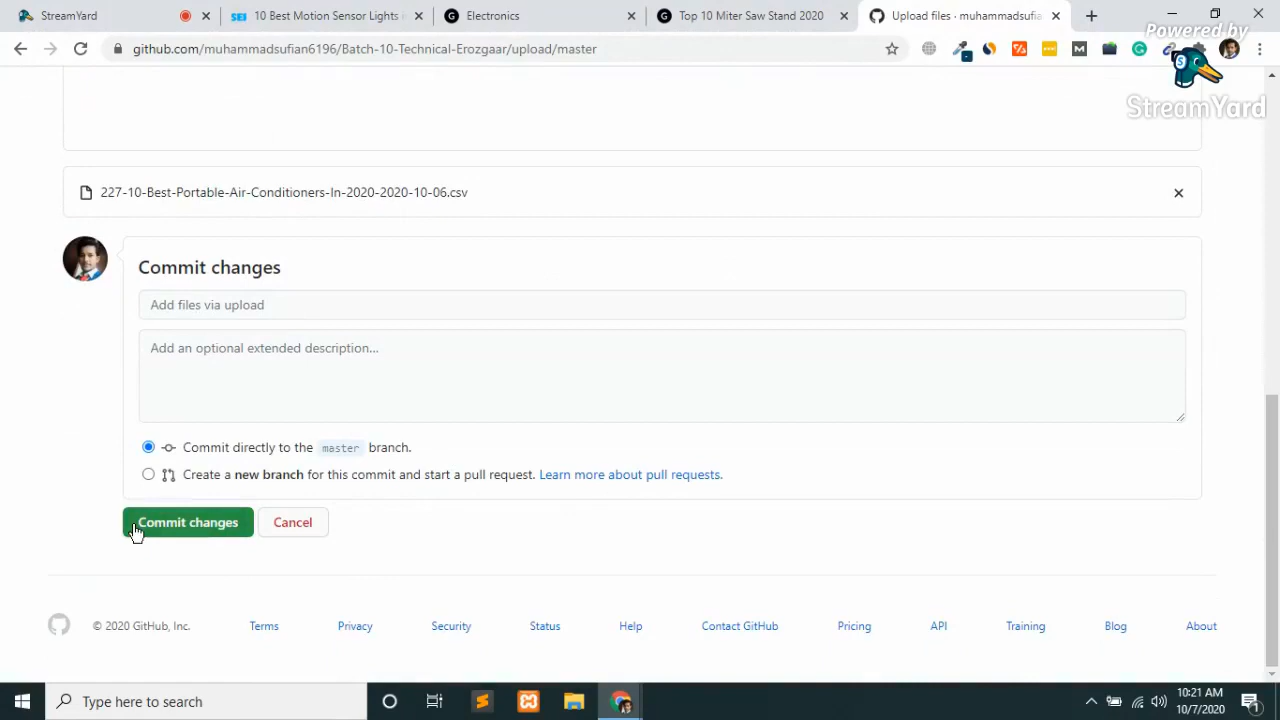 StreamYard
SEI 10 Best Motion Sensor Lights
G Electronics
G Top 10 Miter Saw Stand 2020
Upload files · muhammadsufia
github.com/muhammadsufian6196/Batch-10-Technical-Erozgaar/upload/master
Powered by
StreamYard
227-10-Best-Portable-Air-Conditioners-In-2020-2020-10-06.csv
Commit changes
Add files via upload
Add an optional extended description...
Commit directly to the master branch.
Create a new branch for this commit and start a pull request. Learn more about pull requests.
Commit changes Cancel
© 2020 GitHub, Inc. Terms Privacy Security Status Help Contact GitHub Pricing API Training Blog About
Type here to search
10:21 AM
10/7/2020
1